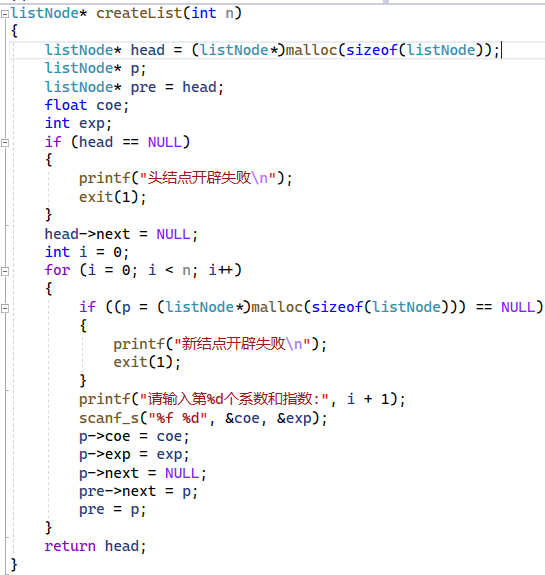 listNode* createList(int n)
{
    listNode* head = (listNode*)malloc(sizeof(listNode));
    listNode* p;
    listNode* pre = head;
    float coe;
    int exp;
    if (head == NULL)
    {
        printf("头结点开辟失败\n");
        exit(1);
    }
    head->next = NULL;
    int i = 0;
    for (i = 0; i < n; i++)
    {
        if ((p = (listNode*)malloc(sizeof(listNode))) == NULL)
        {
            printf("新结点开辟失败\n");
            exit(1);
        }
        printf("请输入第%d个系数和指数:", i + 1);
        scanf_s("%f %d", &coe, &exp);
        p->coe = coe;
        p->exp = exp;
        p->next = NULL;
        pre->next = p;
        pre = p;
    }
    return head;
}